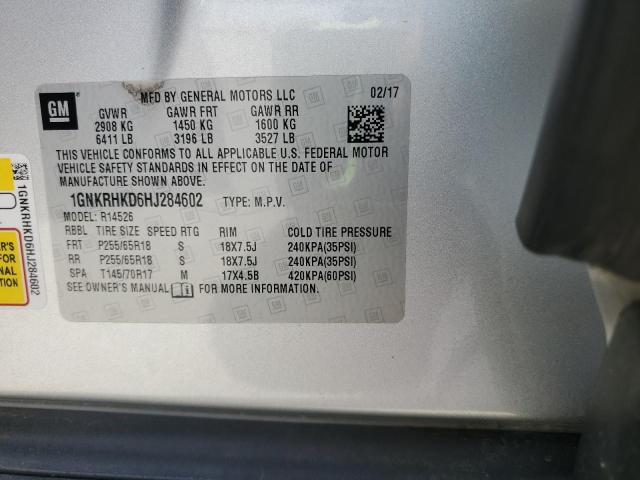 GM
MFD BY GENERAL MOTORS LLC 02/17
GVWR GAWR FRT GAWR RR
2908 KG 1450 KG 1600 KG
6411 LB 3196 LB 3527 LB
THIS VEHICLE CONFORMS TO ALL APPLICABLE U.S. FEDERAL MOTOR
VEHICLE SAFETY STANDARDS IN EFFECT ON THE DATE OF
MANUFACTURE SHOWN ABOVE.
1GNKRHKD6HJ284602 TYPE: M.P.V.
MODEL: R14526
RBBL TIRE SIZE SPEED RTG RIM COLD TIRE PRESSURE
FRT P255/65R18 S 18X7.5J 240KPA(35PSI)
RR P255/65R18 S 18X7.5J 240KPA(35PSI)
SPA T145/70R17 M 17X4.5B 420KPA(60PSI)
SEE OWNER'S MANUAL FOR MORE INFORMATION.
1GNKRHKD6HJ284602